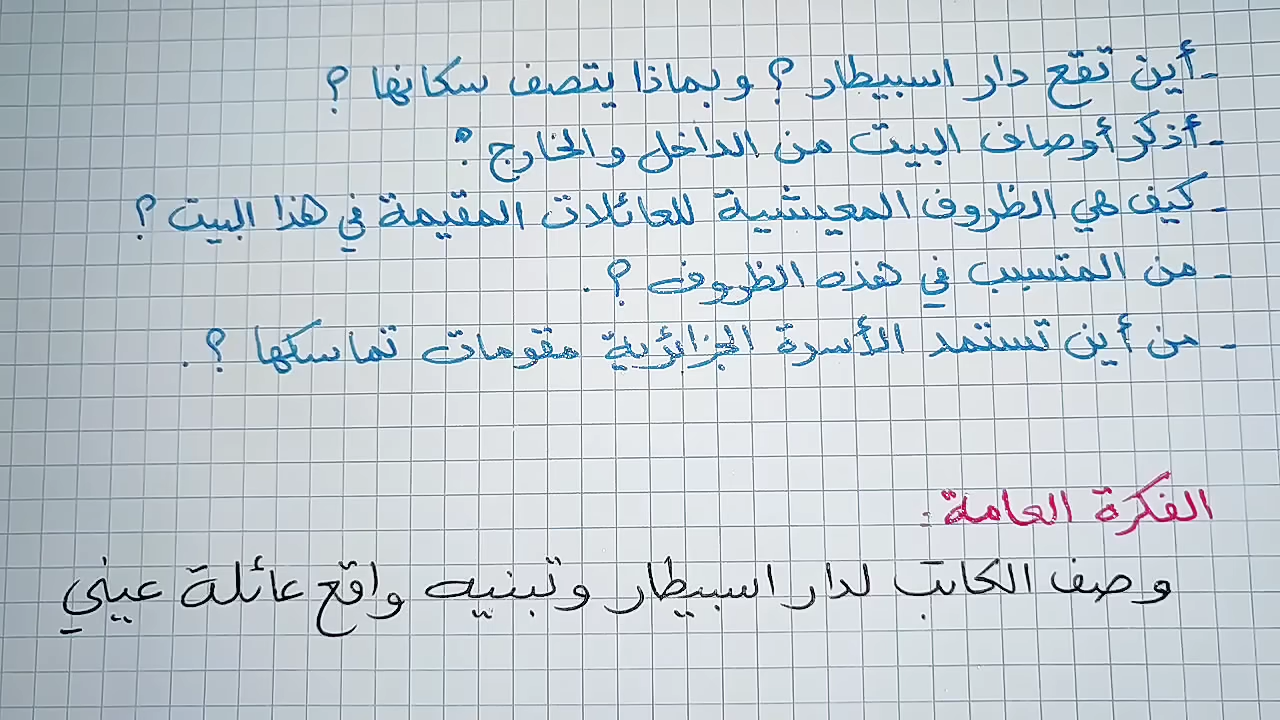 - أين تقع دار اسبيطار ؟ وبماذا يتصف سكانها ؟
- أذكر أوصاف البيت من الداخل والخارج ؟
- كيف هي الظروف المعيشية للعائلات المقيمة في هذا البيت ؟
- من المتسبب في هذه الظروف ؟ .
- من أين تستمد الأسرة الجزائرية مقومات تماسكها ؟ .
الفكرة العامة :
وصف الكاتب لدار اسبيطار وتبنيه واقع عائلة عيني